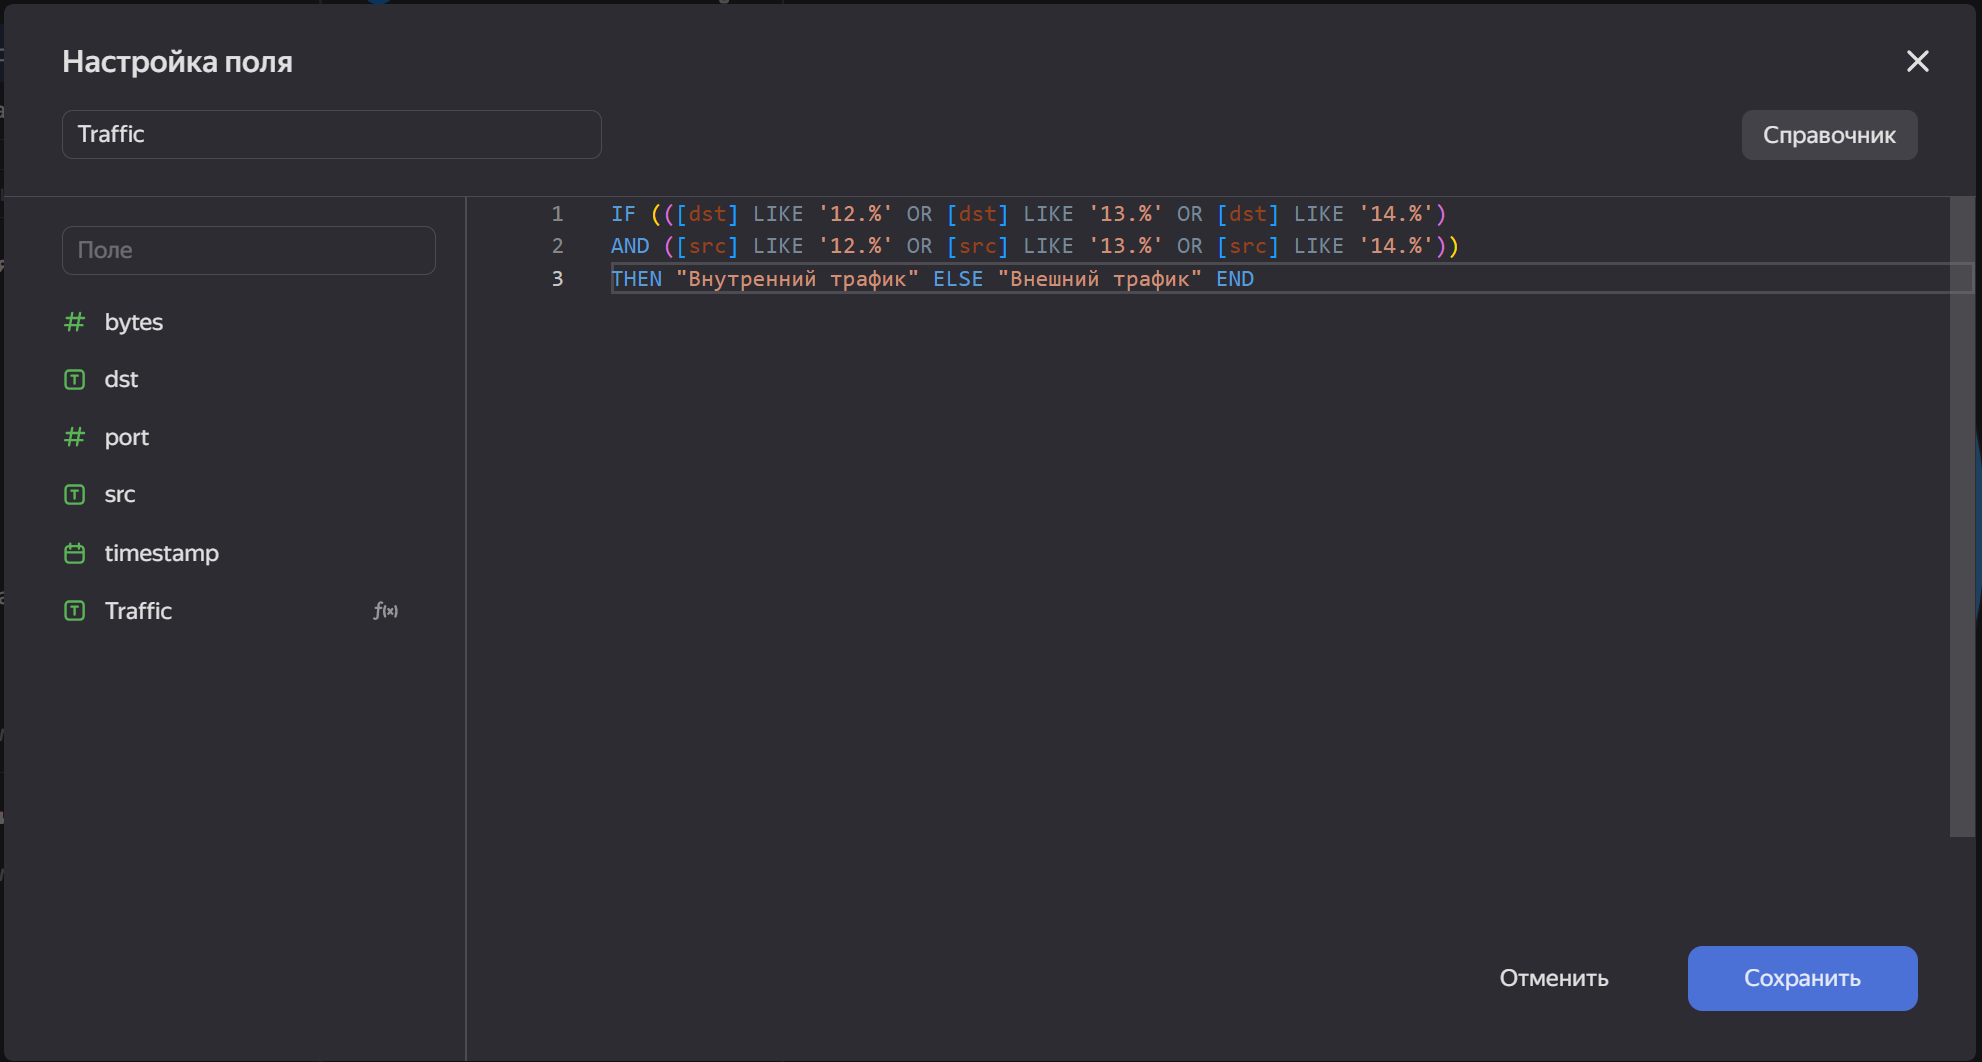 Настройка поля
Traffic
Справочник
Поле
bytes
dst
port
src
timestamp
Traffic
f(x)
1 IF (([dst] LIKE '12.%' OR [dst] LIKE '13.%' OR [dst] LIKE '14.%')
2 AND ([src] LIKE '12.%' OR [src] LIKE '13.%' OR [src] LIKE '14.%'))
3 THEN "Внутренний трафик" ELSE "Внешний трафик" END
Отменить
Сохранить